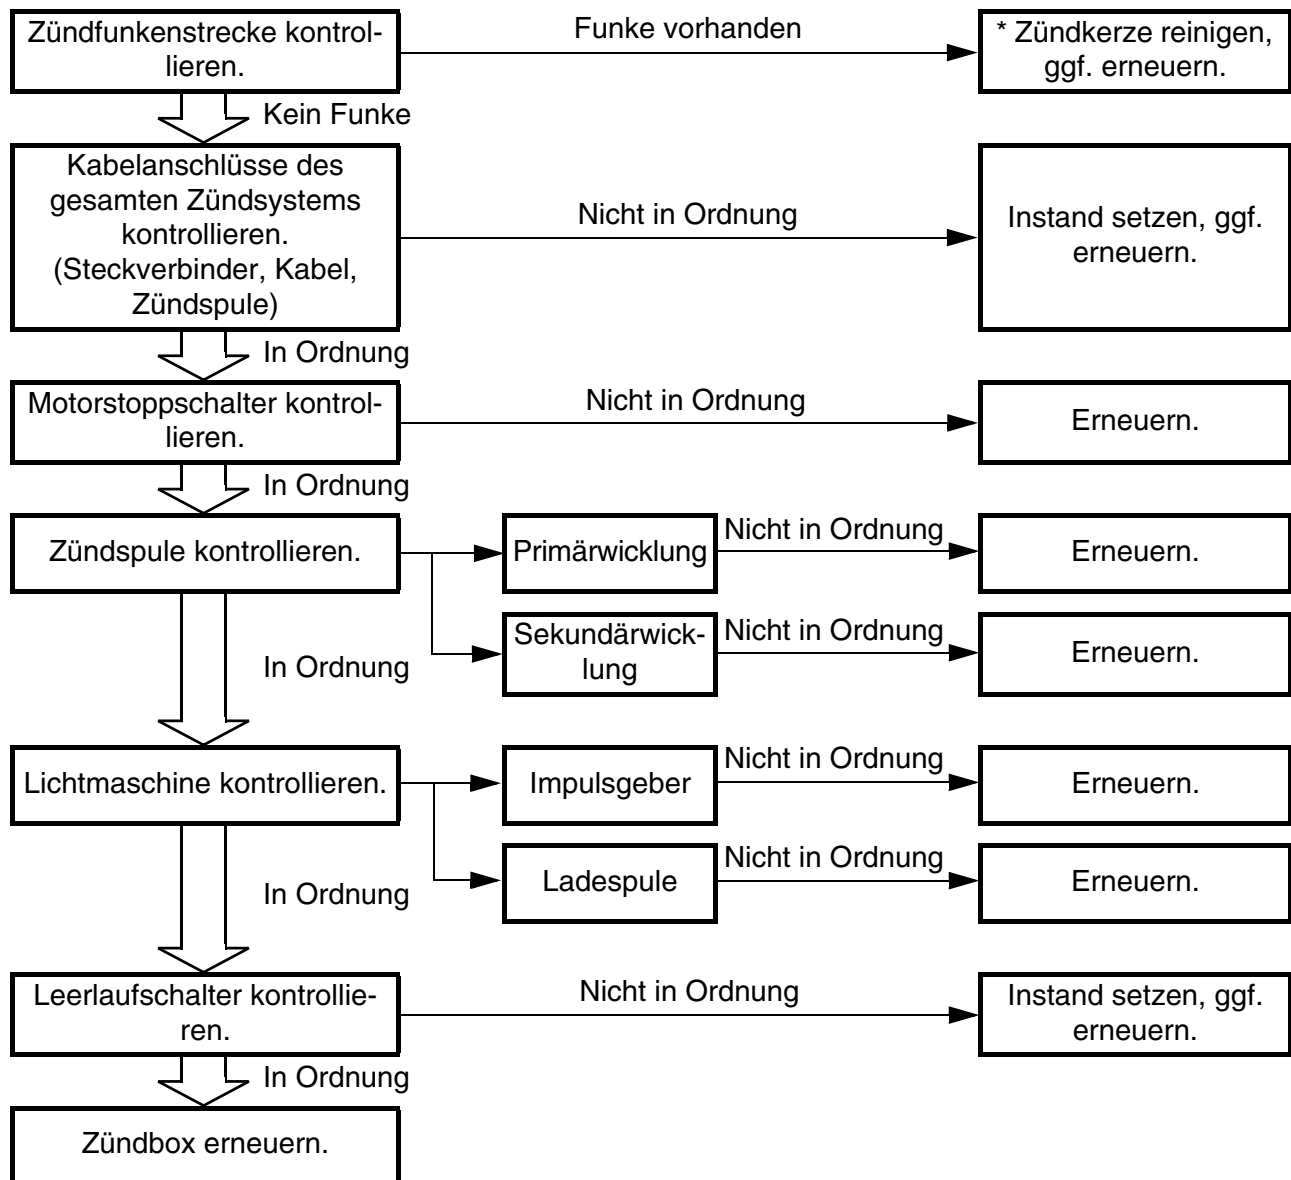 Zündfunkenstrecke kontrol-
lieren.
Funke vorhanden
* Zündkerze reinigen,
ggf. erneuern.
Kein Funke
Kabelanschlüsse des
gesamten Zündsystems
kontrollieren.
(Steckverbinder, Kabel,
Zündspule)
Nicht in Ordnung
Instand setzen, ggf.
erneuern.
In Ordnung
Motorstoppschalter kontrol-
lieren.
Nicht in Ordnung
Erneuern.
In Ordnung
Zündspule kontrollieren.
Primärwicklung
Nicht in Ordnung
Erneuern.
Sekundärwick-
lung
Nicht in Ordnung
Erneuern.
In Ordnung
Lichtmaschine kontrollieren.
Impulsgeber
Nicht in Ordnung
Erneuern.
Ladespule
Nicht in Ordnung
Erneuern.
In Ordnung
Leerlaufschalter kontrollie-
ren.
Nicht in Ordnung
Instand setzen, ggf.
erneuern.
In Ordnung
Zündbox erneuern.